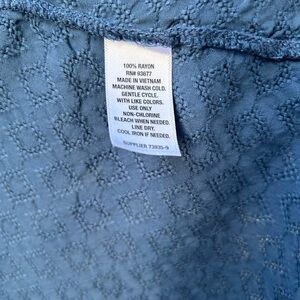 100% RAYON
RN# 93677
MADE IN VIETNAM
MACHINE WASH COLD.
GENTLE CYCLE.
WITH LIKE COLORS.
USE ONLY
NON-CHLORINE
BLEACH WHEN NEEDED.
LINE DRY.
COOL IRON IF NEEDED.
SUPPLIER 73935-9